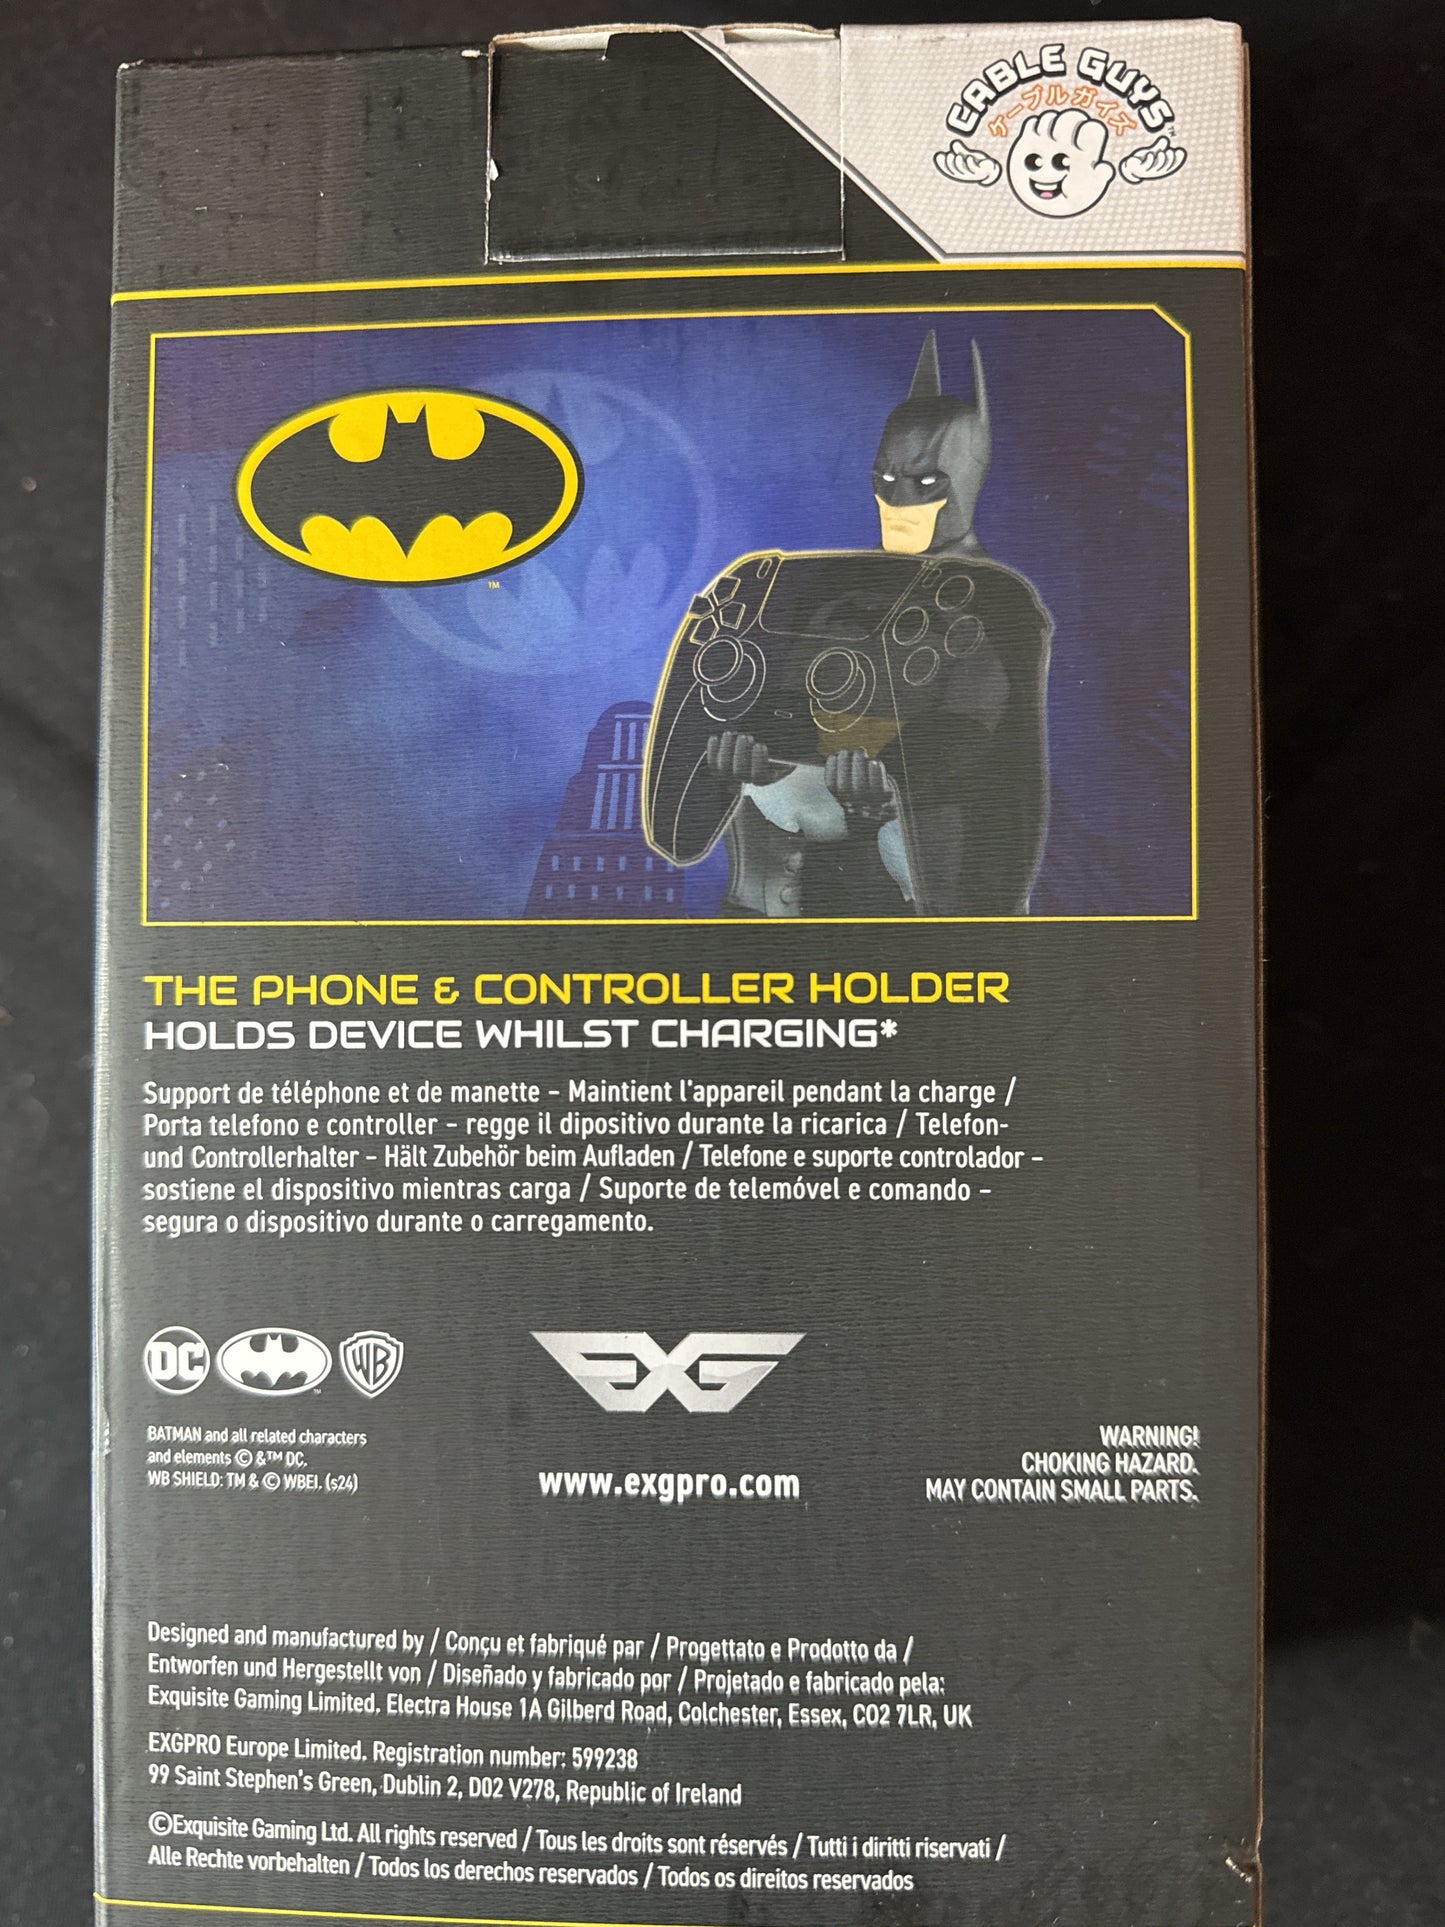 CABLE GUYS™
ケーブル ガイズ
TM
THE PHONE & CONTROLLER HOLDER
HOLDS DEVICE WHILST CHARGING*
Support de téléphone et de manette – Maintient l'appareil pendant la charge /
Porta telefono e controller – regge il dipositivo durante la ricarica / Telefon-
und Controllerhalter – Hält Zubehör beim Aufladen / Telefone e suporte controlador –
sostiene el dispositivo mientras carga / Suporte de telemóvel e comando –
segura o dispositivo durante o carregamento.
DC TM WB
EXG
BATMAN and all related characters
and elements © &™ DC.
WB SHIELD: TM & © WBEI. (s24)
www.exgpro.com
WARNING!
CHOKING HAZARD.
MAY CONTAIN SMALL PARTS.
Designed and manufactured by / Conçu et fabriqué par / Progettato e Prodotto da /
Entworfen und Hergestellt von / Diseñado y fabricado por / Projetado e fabricado pela:
Exquisite Gaming Limited, Electra House 1A Gilberd Road, Colchester, Essex, CO2 7LR, UK
EXGPRO Europe Limited. Registration number: 599238
99 Saint Stephen's Green, Dublin 2, D02 V278, Republic of Ireland
©Exquisite Gaming Ltd. All rights reserved / Tous les droits sont réservés / Tutti i diritti riservati /
Alle Rechte vorbehalten / Todos los derechos reservados / Todos os direitos reservados